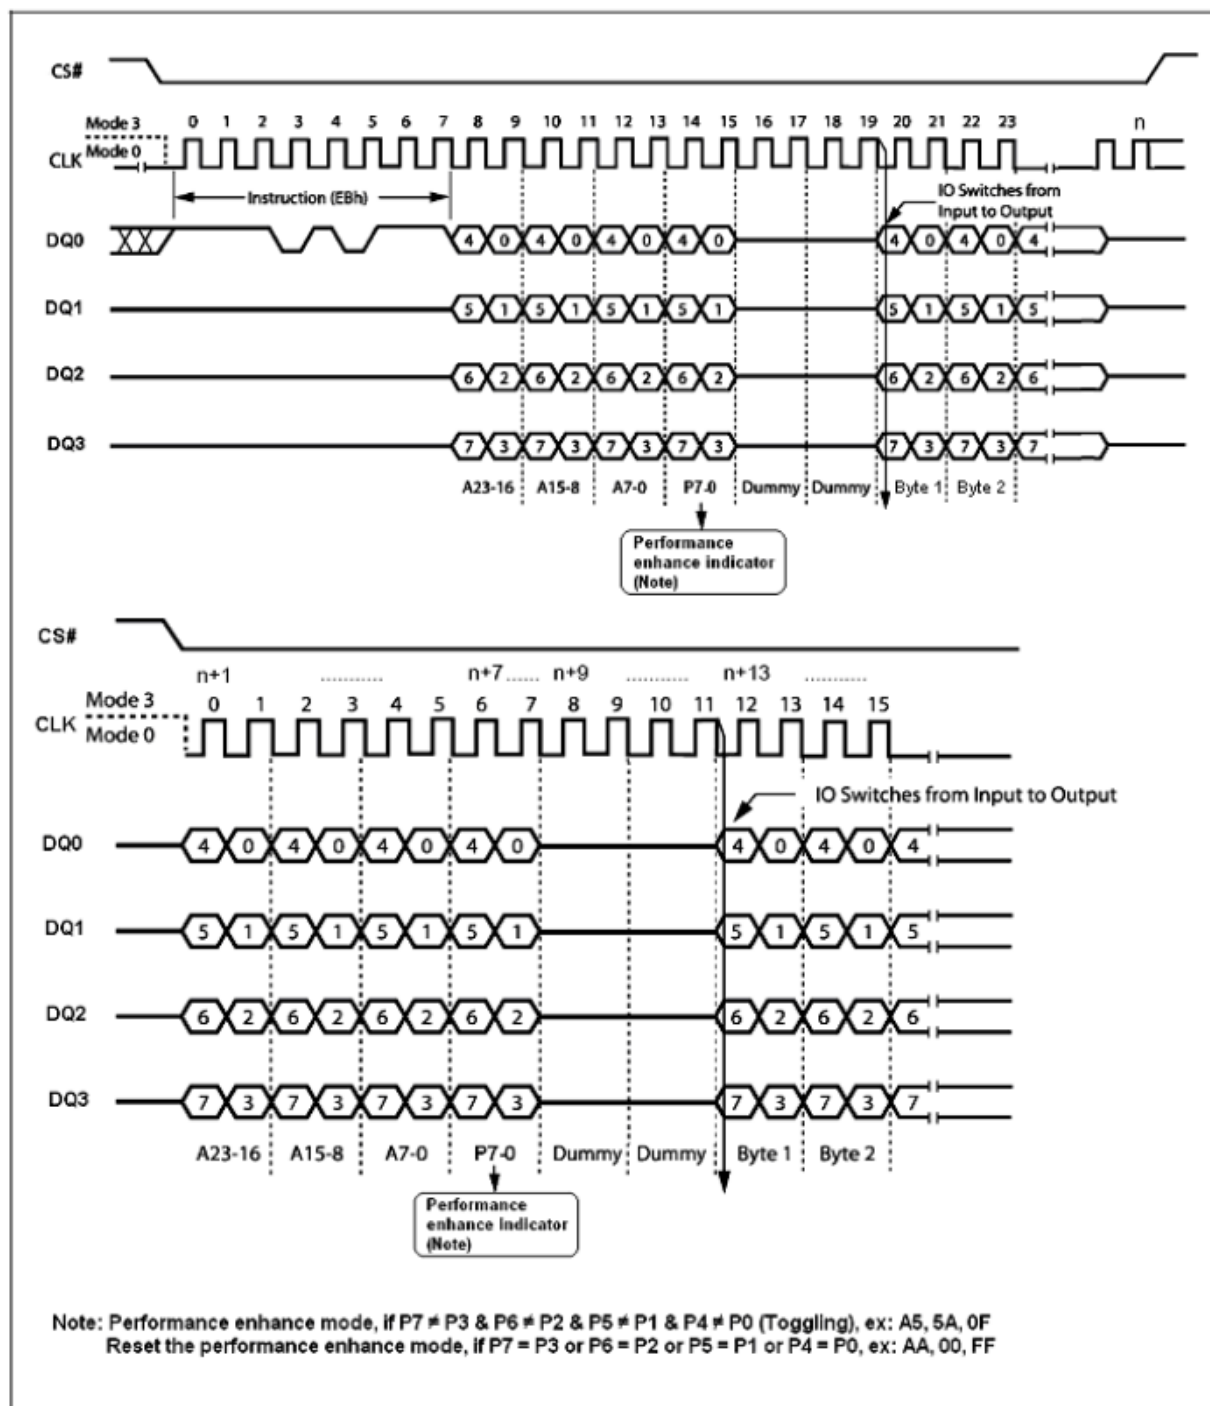 CS#
Mode 3
0 1 2 3 4 5 6 7 8 9 10 11 12 13 14 15 16 17 18 19 20 21 22 23 n
CLK Mode 0
Instruction (EBh)
IO Switches from
Input to Output
DQ0 4 0 4 0 4 0 4 0 4 0 4 0 4
DQ1 5 1 5 1 5 1 5 1 5 1 5 1 5
DQ2 6 2 6 2 6 2 6 2 6 2 6 2 6
DQ3 7 3 7 3 7 3 7 3 7 3 7 3 7
A23-16 A15-8 A7-0 P7-0 Dummy Dummy Byte 1 Byte 2
Performance
enhance indicator
(Note)
CS#
n+1 ........... n+7 ...... n+9 ........... n+13 ...........
Mode 3
0 1 2 3 4 5 6 7 8 9 10 11 12 13 14 15
CLK
Mode 0
IO Switches from Input to Output
DQ0 4 0 4 0 4 0 4 0 4 0 4 0 4
DQ1 5 1 5 1 5 1 5 1 5 1 5 1 5
DQ2 6 2 6 2 6 2 6 2 6 2 6 2 6
DQ3 7 3 7 3 7 3 7 3 7 3 7 3 7
A23-16 A15-8 A7-0 P7-0 Dummy Dummy Byte 1 Byte 2
Performance
enhance indicator
(Note)
Note: Performance enhance mode, if P7 ≠ P3 & P6 ≠ P2 & P5 ≠ P1 & P4 ≠ P0 (Toggling), ex: A5, 5A, 0F
Reset the performance enhance mode, if P7 = P3 or P6 = P2 or P5 = P1 or P4 = P0, ex: AA, 00, FF